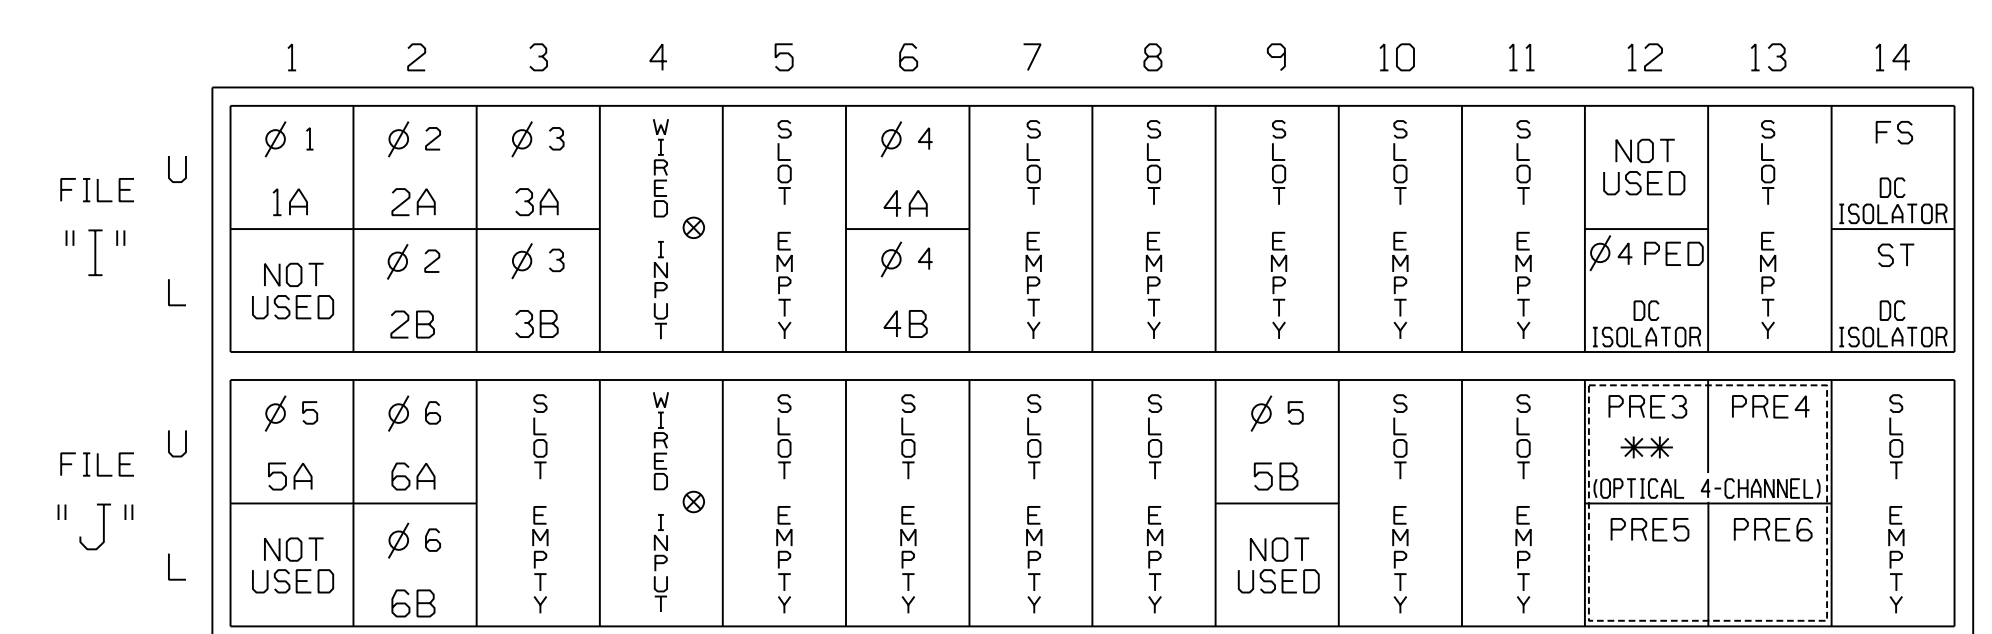 1 2 3 4 5 6 7 8 9 10 11 12 13 14
FILE
"I"
U
L
Ø 1
1A
NOT
USED
Ø 2
2A
Ø 2
2B
Ø 3
3A
Ø 3
3B
WIRED INPUT
SLOT EMPTY
Ø 4
4A
Ø 4
4B
SLOT EMPTY
SLOT EMPTY
SLOT EMPTY
SLOT EMPTY
SLOT EMPTY
NOT
USED
Ø 4 PED
DC
ISOLATOR
SLOT EMPTY
FS
DC
ISOLATOR
ST
DC
ISOLATOR
FILE
"J"
U
L
Ø 5
5A
NOT
USED
Ø 6
6A
Ø 6
6B
SLOT EMPTY
WIRED INPUT
SLOT EMPTY
SLOT EMPTY
SLOT EMPTY
SLOT EMPTY
Ø 5
5B
NOT
USED
SLOT EMPTY
SLOT EMPTY
PRE3 PRE4
**
(OPTICAL 4-CHANNEL)
PRE5 PRE6
SLOT EMPTY